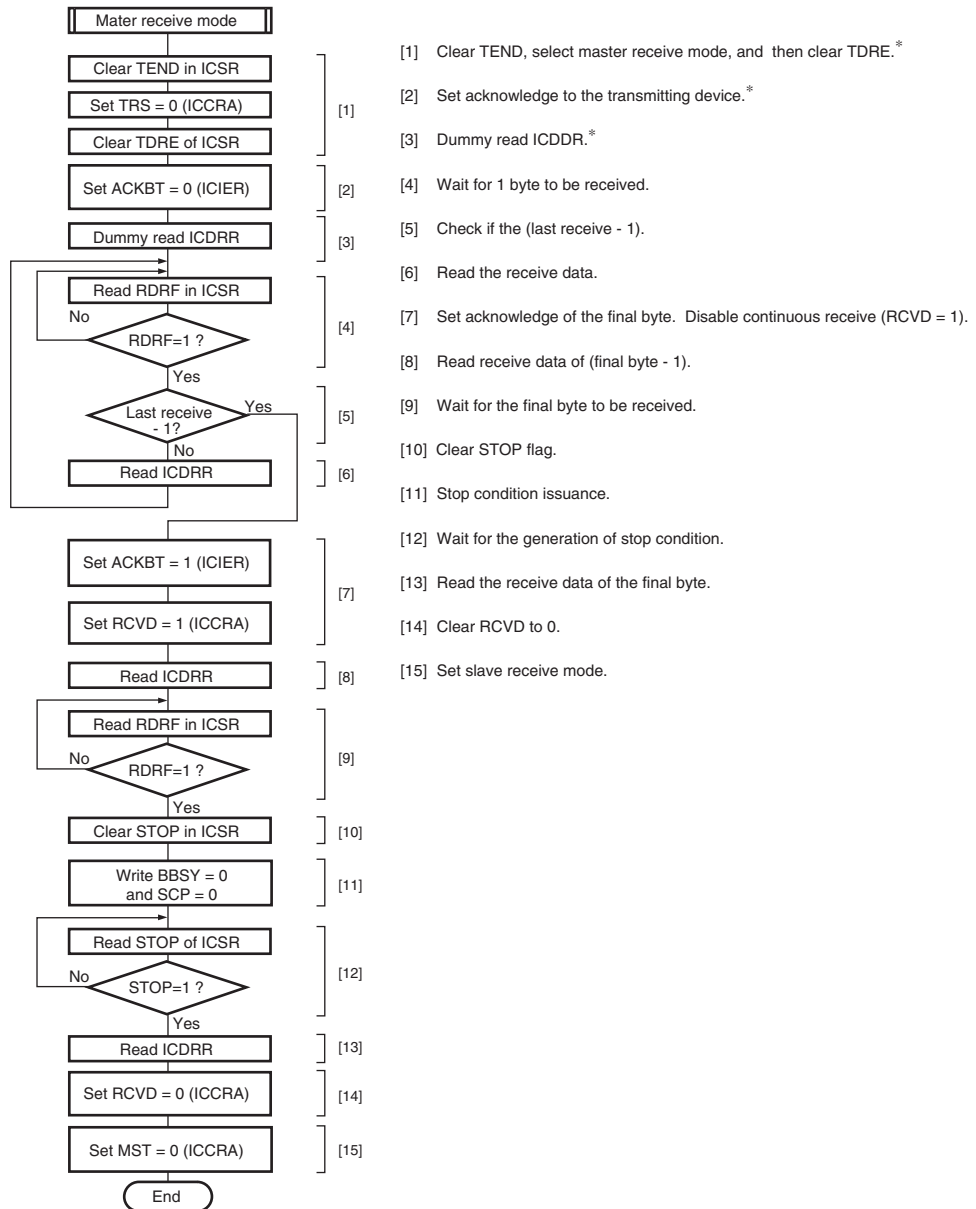 Mater receive mode
Clear TEND in ICSR
Set TRS = 0 (ICCRA)
Clear TDRE of ICSR
[1]
Set ACKBT = 0 (ICIER)
[2]
Dummy read ICDRR
[3]
Read RDRF in ICSR
No
RDRF=1 ?
[4]
Yes
Last receive
- 1?
Yes
[5]
No
Read ICDRR
[6]
Set ACKBT = 1 (ICIER)
[7]
Set RCVD = 1 (ICCRA)
Read ICDRR
[8]
Read RDRF in ICSR
No
RDRF=1 ?
[9]
Yes
Clear STOP in ICSR
[10]
Write BBSY = 0
and SCP = 0
[11]
Read STOP of ICSR
No
STOP=1 ?
[12]
Yes
Read ICDRR
[13]
Set RCVD = 0 (ICCRA)
[14]
Set MST = 0 (ICCRA)
[15]
End
[1] Clear TEND, select master receive mode, and then clear TDRE.*
[2] Set acknowledge to the transmitting device.*
[3] Dummy read ICDDR.*
[4] Wait for 1 byte to be received.
[5] Check if the (last receive - 1).
[6] Read the receive data.
[7] Set acknowledge of the final byte. Disable continuous receive (RCVD = 1).
[8] Read receive data of (final byte - 1).
[9] Wait for the final byte to be received.
[10] Clear STOP flag.
[11] Stop condition issuance.
[12] Wait for the generation of stop condition.
[13] Read the receive data of the final byte.
[14] Clear RCVD to 0.
[15] Set slave receive mode.